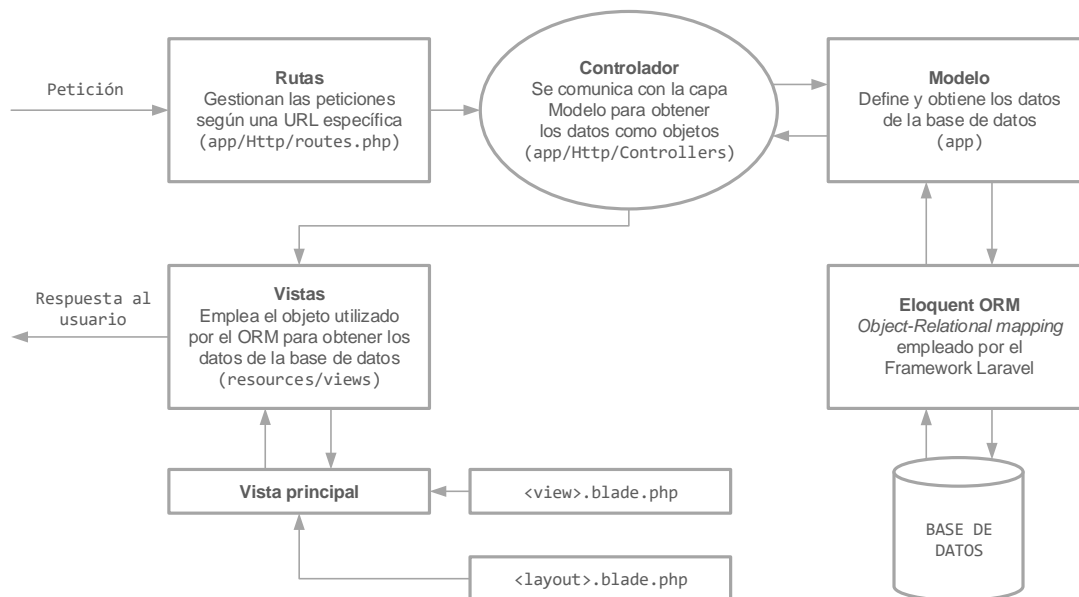 Petición
Rutas
Gestionan las peticiones
según una URL específica
(app/Http/routes.php)
Controlador
Se comunica con la capa
Modelo para obtener
los datos como objetos
(app/Http/Controllers)
Modelo
Define y obtiene los datos
de la base de datos
(app)
Respuesta al
usuario
Vistas
Emplea el objeto utilizado
por el ORM para obtener los
datos de la base de datos
(resources/views)
Eloquent ORM
Object-Relational mapping
empleado por el
Framework Laravel
Vista principal
<view>.blade.php
<layout>.blade.php
BASE DE
DATOS